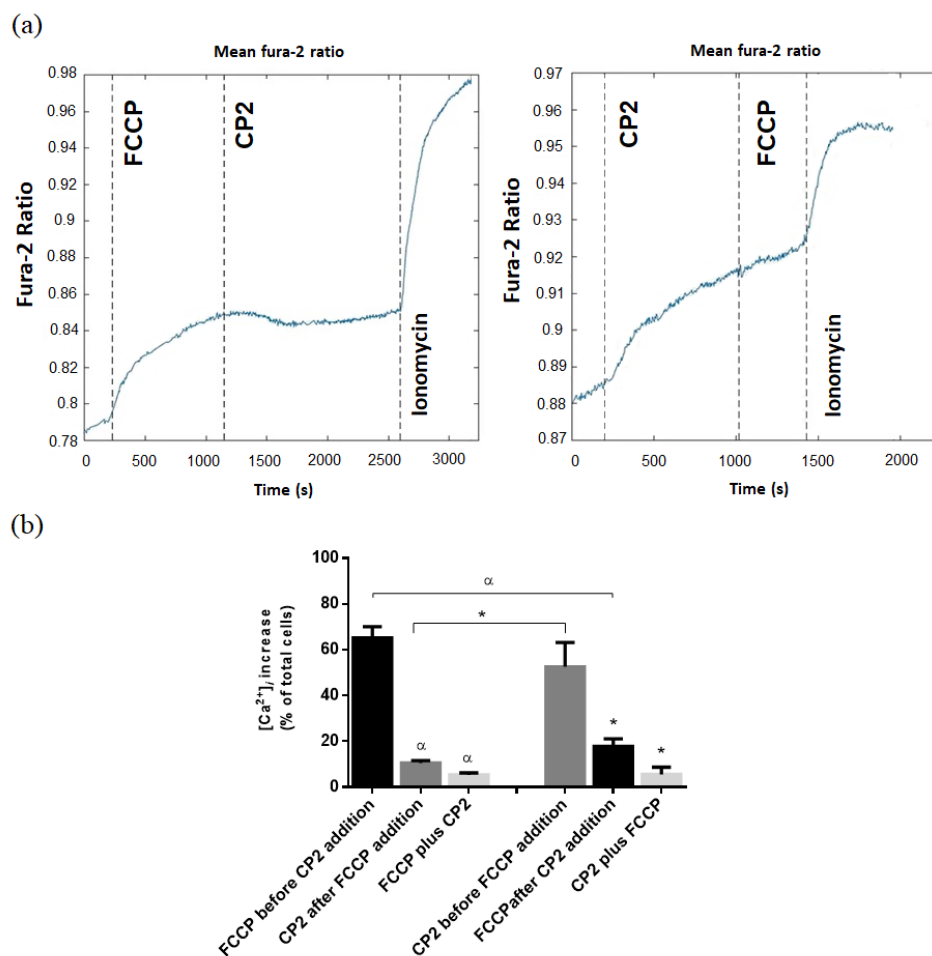 (a)
Mean fura-2 ratio
0.98
0.96
0.94
0.92
0.9
0.88
0.86
0.84
0.82
0.8
0.78
Fura-2 Ratio
FCCP
CP2
Ionomycin
0 500 1000 1500 2000 2500 3000
Time (s)
Mean fura-2 ratio
0.97
0.96
0.95
0.93
0.92
0.91
0.9
0.88
0.87
Fura-2 Ratio
CP2
FCCP
Ionomycin
0 500 1000 1500 2000
Time (s)
(b)
[Ca²⁺]i increase
(% of total cells)
100
80
60
40
20
0
α
*
α
α
*
*
FCCP before CP2 addition
CP2 after FCCP addition
FCCP plus CP2
CP2 before FCCP addition
FCCPafter CP2 addition
CP2 plus FCCP